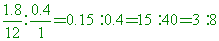 1.8/12 : 0.4/1 = 0.15 : 0.4 = 15 : 40 = 3 : 8